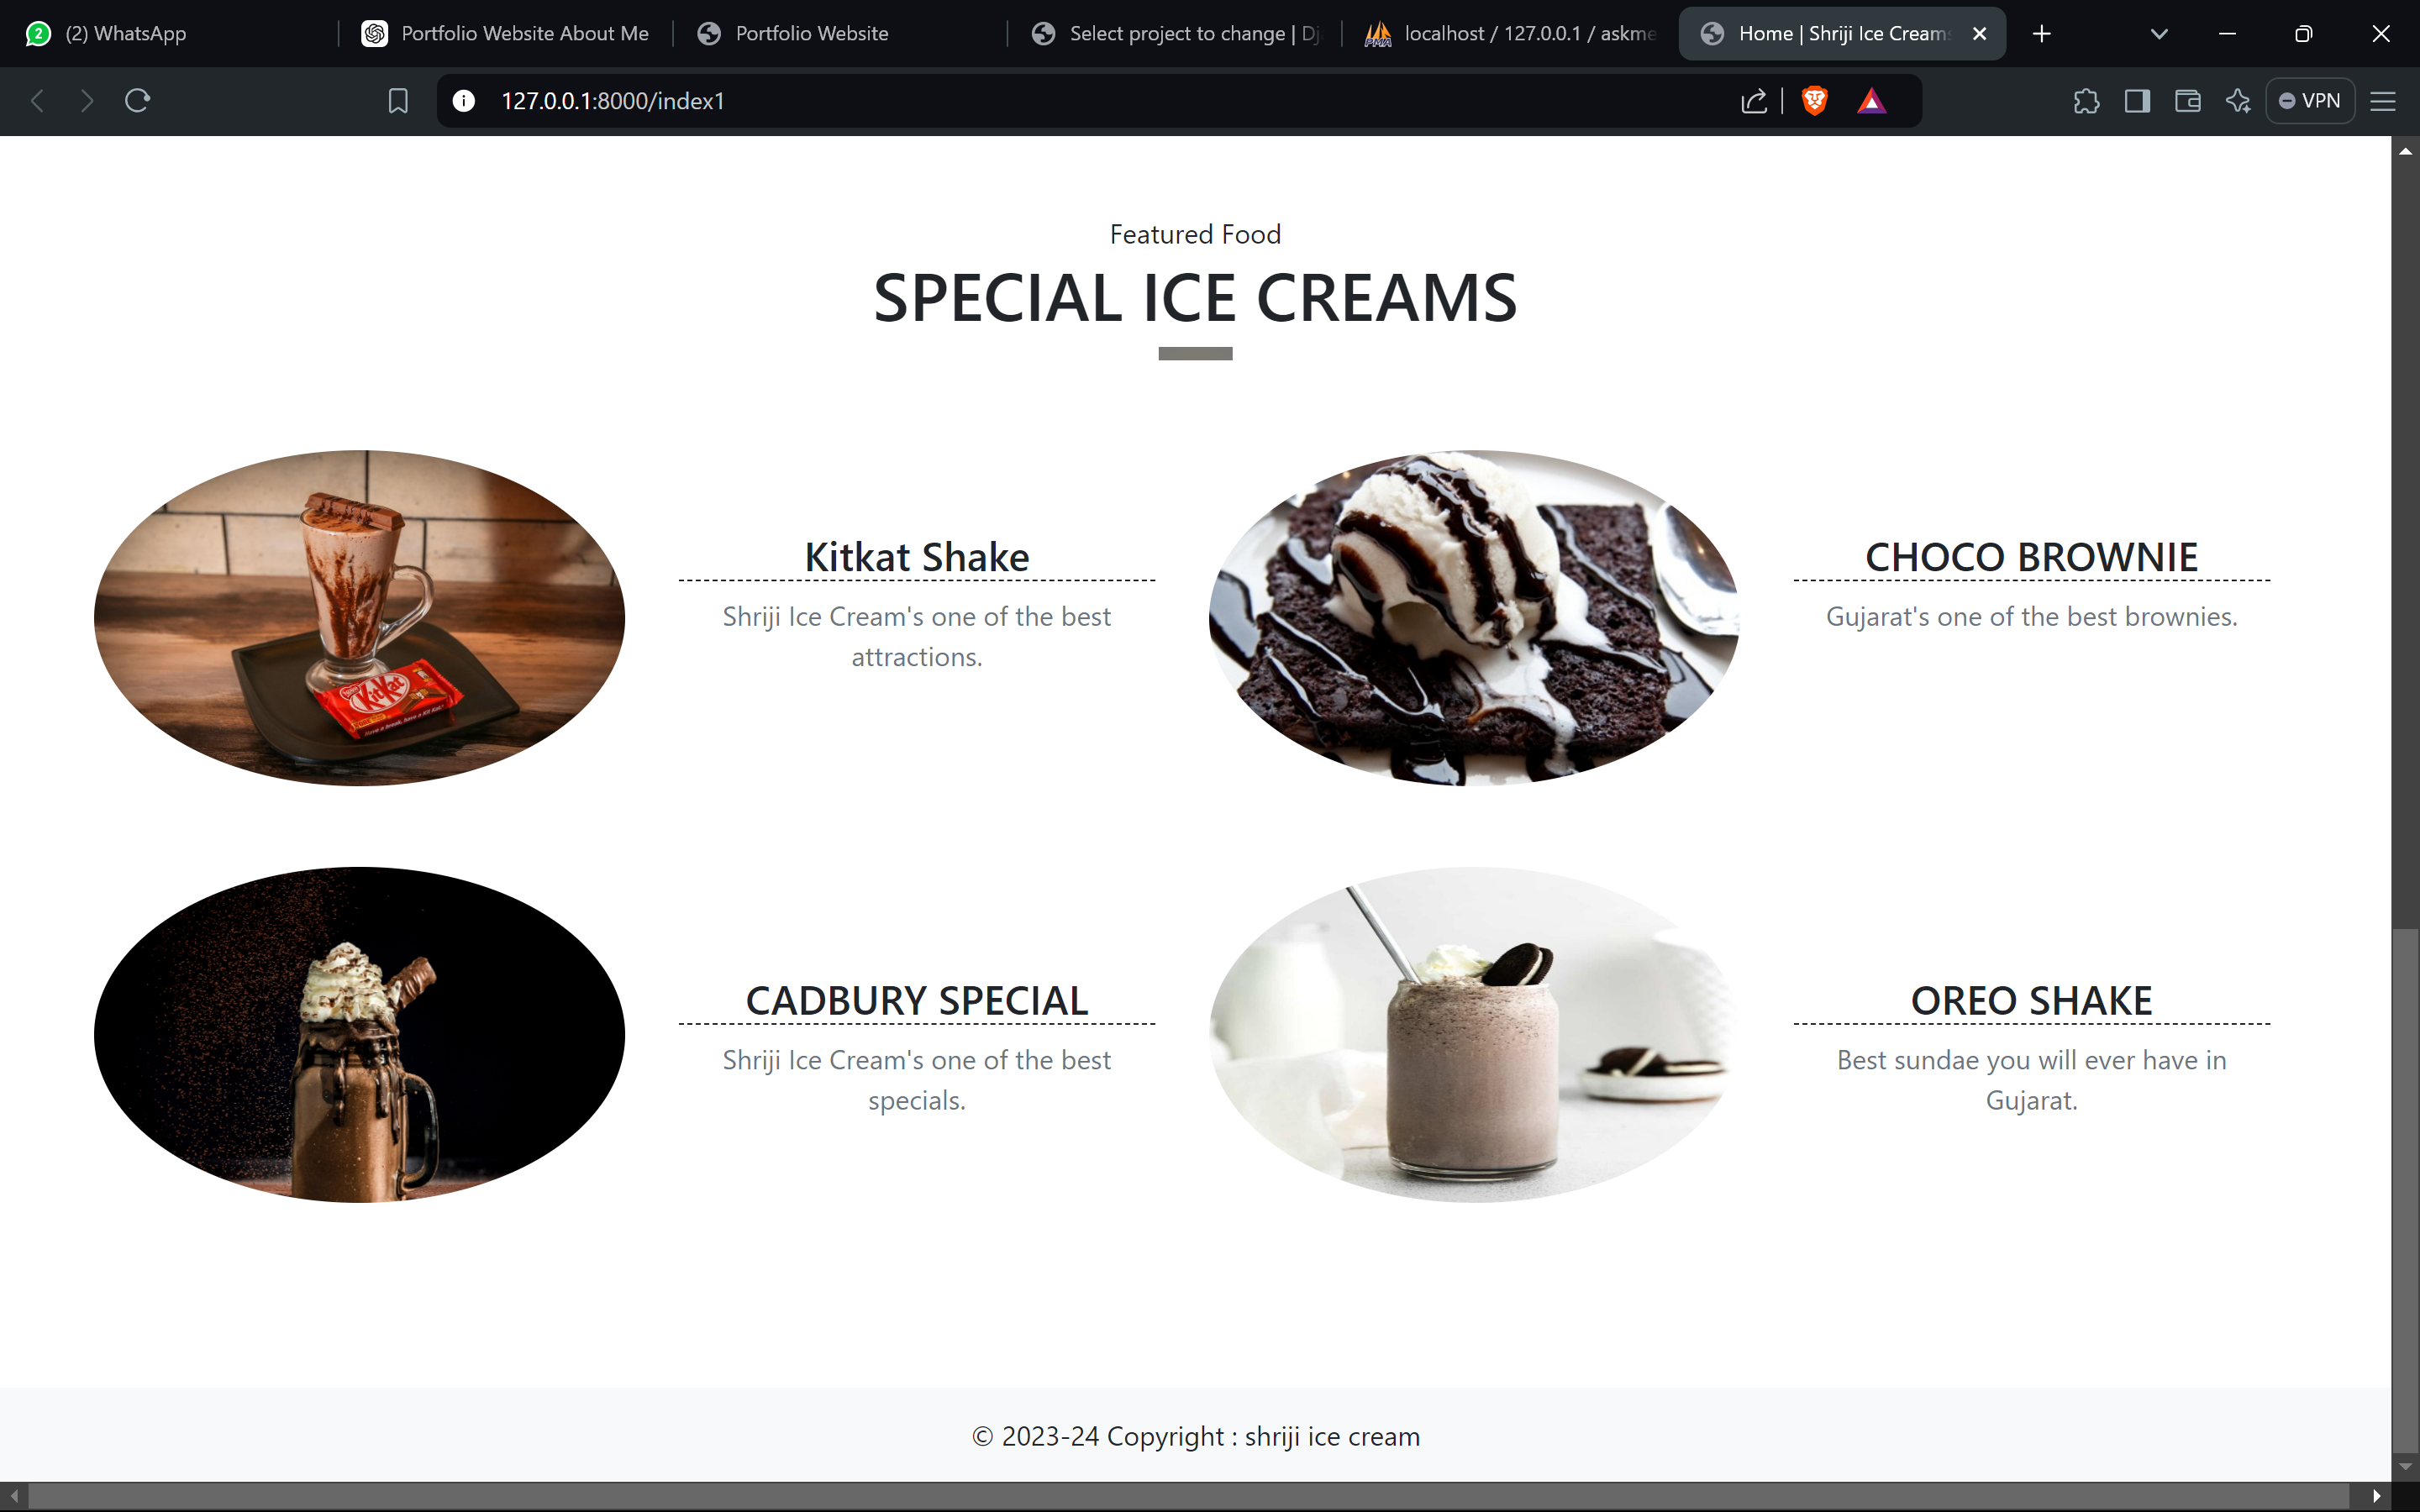 2
(2) WhatsApp
Portfolio Website About Me
Portfolio Website
Select project to change | Dj
localhost / 127.0.0.1 / askme
Home | Shriji Ice Creams
127.0.0.1:8000/index1
VPN
Featured Food
SPECIAL ICE CREAMS
Kitkat Shake
Shriji Ice Cream's one of the best
attractions.
KitKat
CHOCO BROWNIE
Gujarat's one of the best brownies.
CADBURY SPECIAL
Shriji Ice Cream's one of the best
specials.
OREO SHAKE
Best sundae you will ever have in
Gujarat.
© 2023-24 Copyright : shriji ice cream